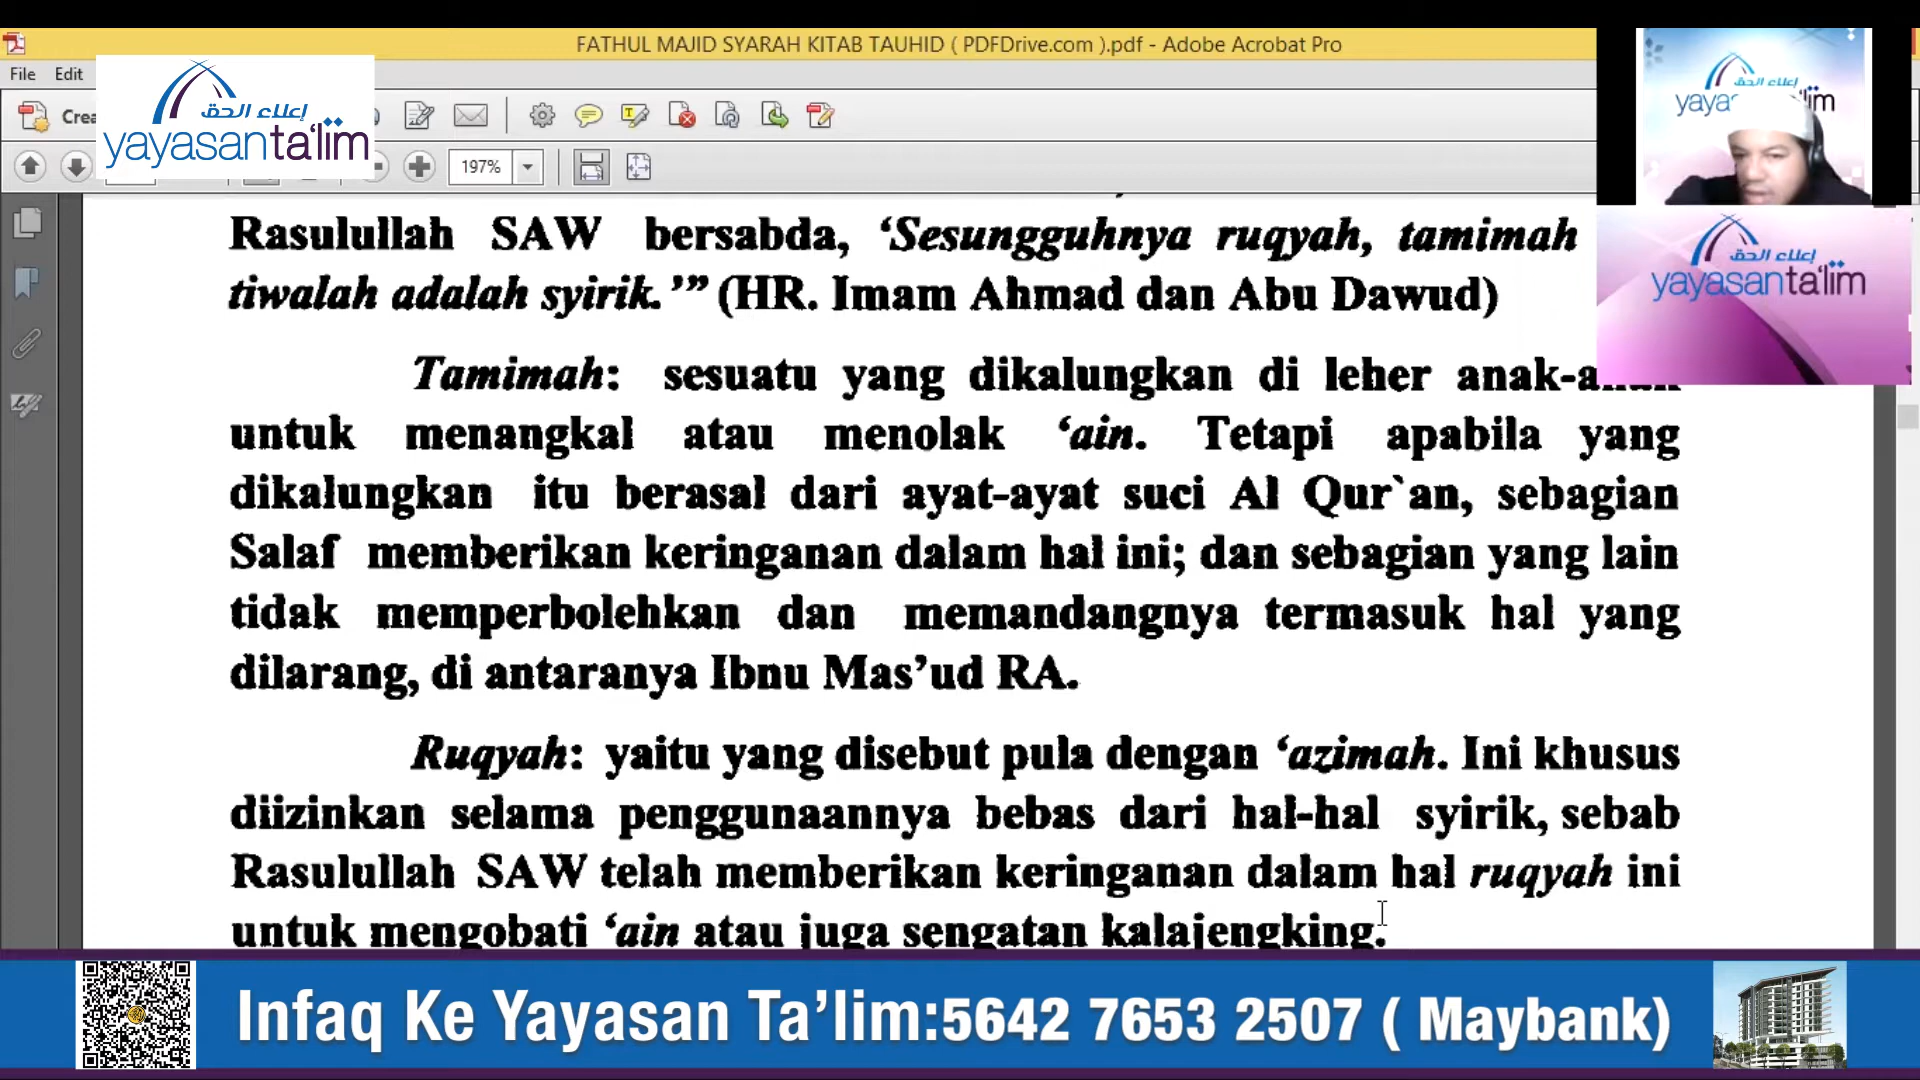 FATHUL MAJID SYARAH KITAB TAUHID ( PDFDrive.com ).pdf - Adobe Acrobat Pro
File Edit
إعلاء الحق
yayasanta'lim
197%
إعلاء الحق
إعلاء الحق
yayasanta'lim
Rasulullah SAW bersabda, ‘Sesungguhnya ruqyah, tamimah
tiwalah adalah syirik.’” (HR. Imam Ahmad dan Abu Dawud)
Tamimah: sesuatu yang dikalungkan di leher
untuk menangkal atau menolak ‘ain. Tetapi apabila yang
dikalungkan itu berasal dari ayat-ayat suci Al Qur`an, sebagian
Salaf memberikan keringanan dalam hal ini; dan sebagian yang lain
tidak memperbolehkan dan memandangnya termasuk hal yang
dilarang, di antaranya Ibnu Mas’ud RA.
Ruqyah: yaitu yang disebut pula dengan ‘azimah. Ini khusus
diizinkan selama penggunaannya bebas dari hal-hal syirik, sebab
Rasulullah SAW telah memberikan keringanan dalam hal ruqyah ini
untuk mengobati ‘ain atau juga sengatan kalajengking.
Infaq Ke Yayasan Ta’lim:5642 7653 2507 ( Maybank)